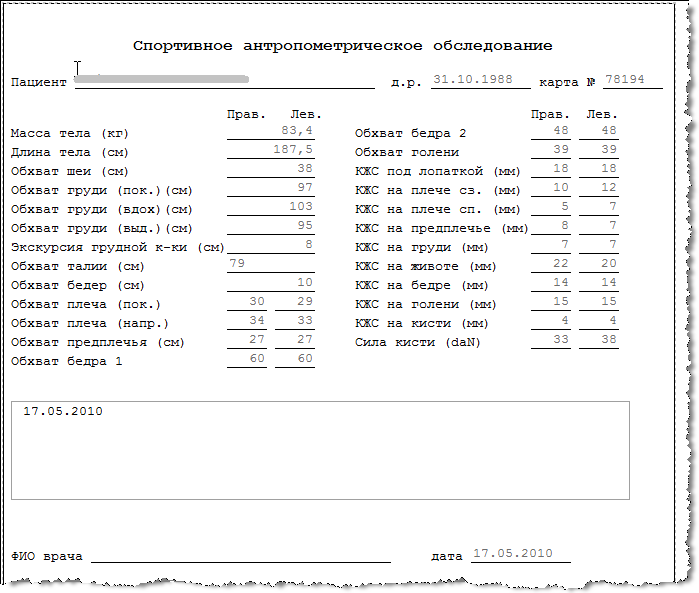 Спортивное антропометрическое обследование
Пациент д.р. 31.10.1988 карта № 78194
Прав. Лев.
Масса тела (кг) 83,4
Длина тела (см) 187,5
Обхват шеи (см) 38
Обхват груди (пок.)(см) 97
Обхват груди (вдох)(см) 103
Обхват груди (выд.)(см) 95
Экскурсия грудной к-ки (см) 8
Обхват талии (см) 79
Обхват бедер (см) 10
Обхват плеча (пок.) 30 29
Обхват плеча (напр.) 34 33
Обхват предплечья (см) 27 27
Обхват бедра 1 60 60
Прав. Лев.
Обхват бедра 2 48 48
Обхват голени 39 39
КЖС под лопаткой (мм) 18 18
КЖС на плече сз. (мм) 10 12
КЖС на плече сп. (мм) 5 7
КЖС на предплечье (мм) 8 7
КЖС на груди (мм) 7 7
КЖС на животе (мм) 22 20
КЖС на бедре (мм) 14 14
КЖС на голени (мм) 15 15
КЖС на кисти (мм) 4 4
Сила кисти (daN) 33 38
17.05.2010
ФИО врача дата 17.05.2010